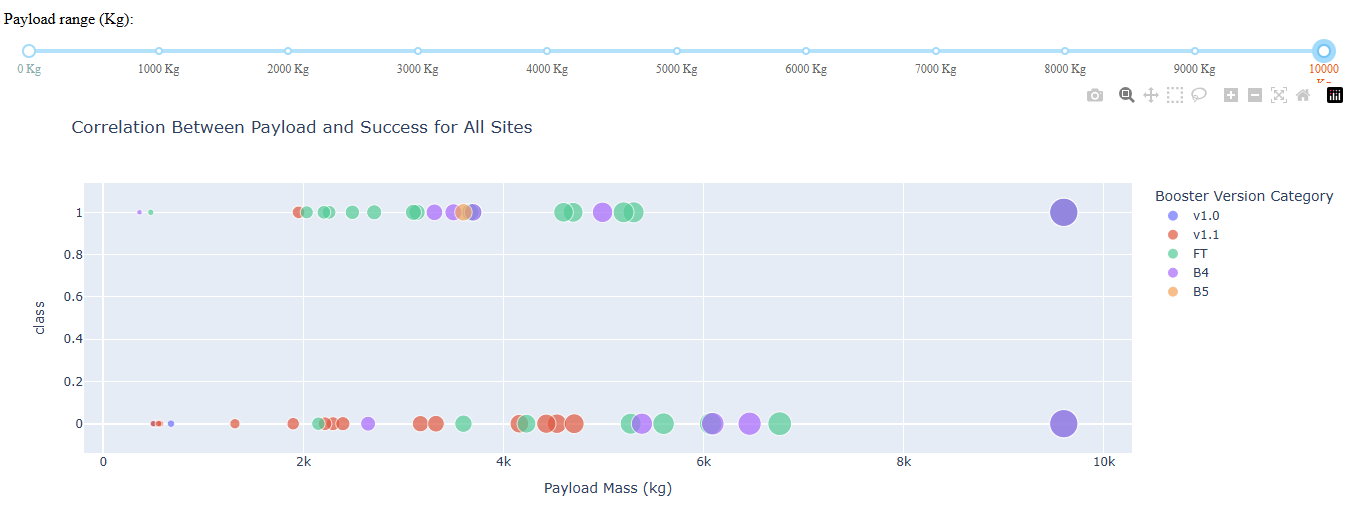 Payload range (Kg):
0 Kg 1000 Kg 2000 Kg 3000 Kg 4000 Kg 5000 Kg 6000 Kg 7000 Kg 8000 Kg 9000 Kg 10000
Correlation Between Payload and Success for All Sites
Booster Version Category
v1.0
v1.1
FT
B4
B5
1
0.8
0.6
0.4
0.2
0
class
0 2k 4k 6k 8k 10k
Payload Mass (kg)